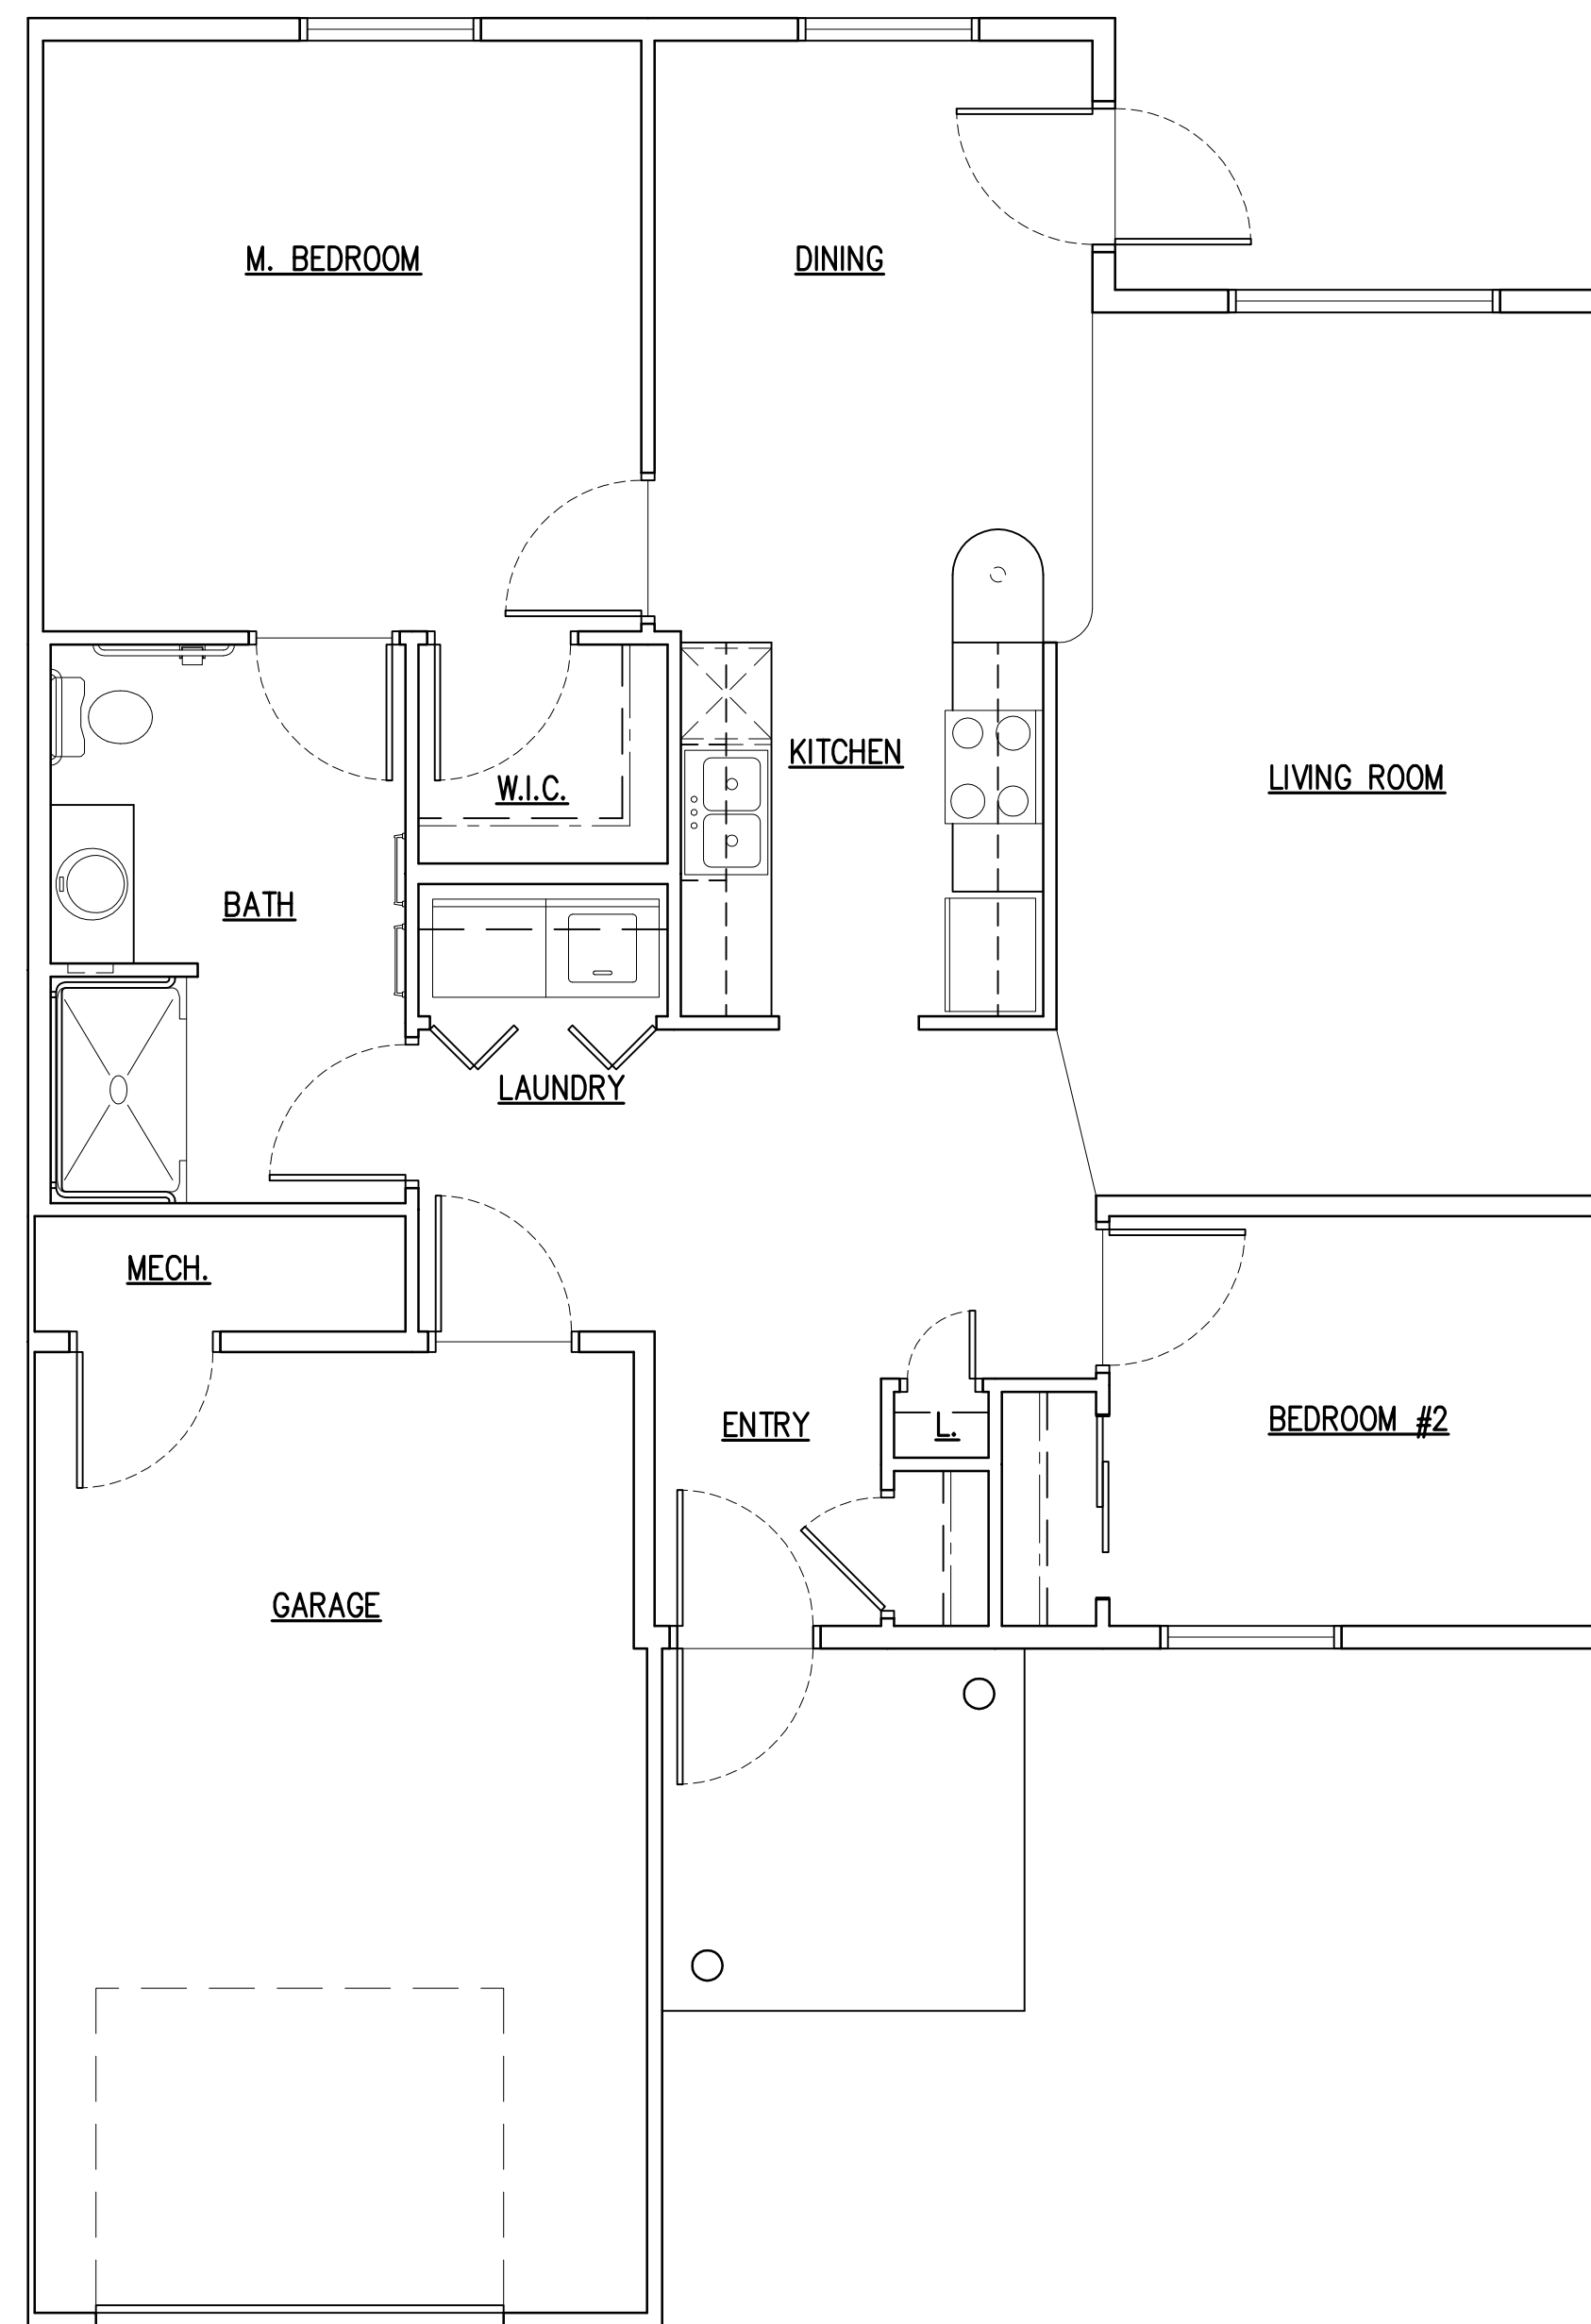 M. BEDROOM
DINING
KITCHEN
LIVING ROOM
W.I.C.
BATH
LAUNDRY
MECH.
ENTRY
L.
BEDROOM #2
GARAGE